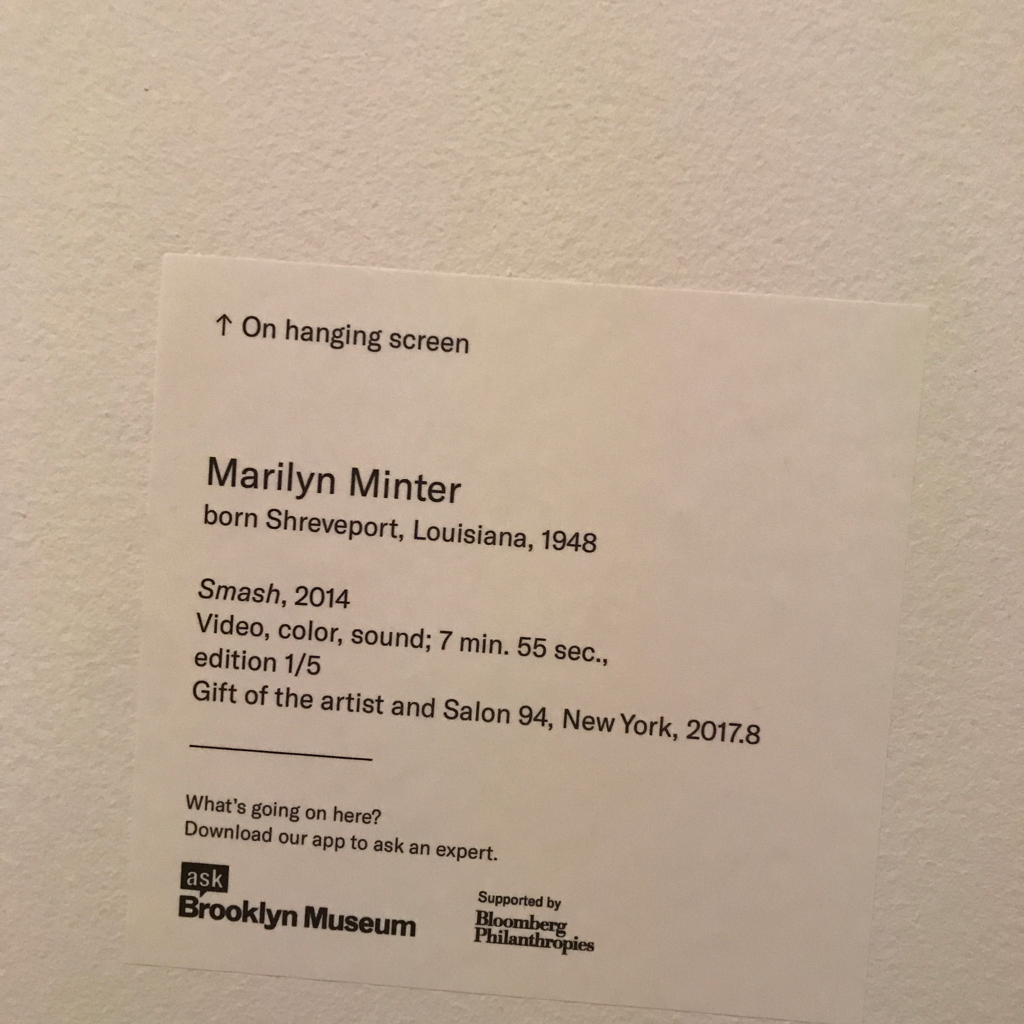 ↑ On hanging screen
Marilyn Minter
born Shreveport, Louisiana, 1948
Smash, 2014
Video, color, sound; 7 min. 55 sec.,
edition 1/5
Gift of the artist and Salon 94, New York, 2017.8
What's going on here?
Download our app to ask an expert.
ask
Brooklyn Museum
Supported by
Bloomberg
Philanthropies